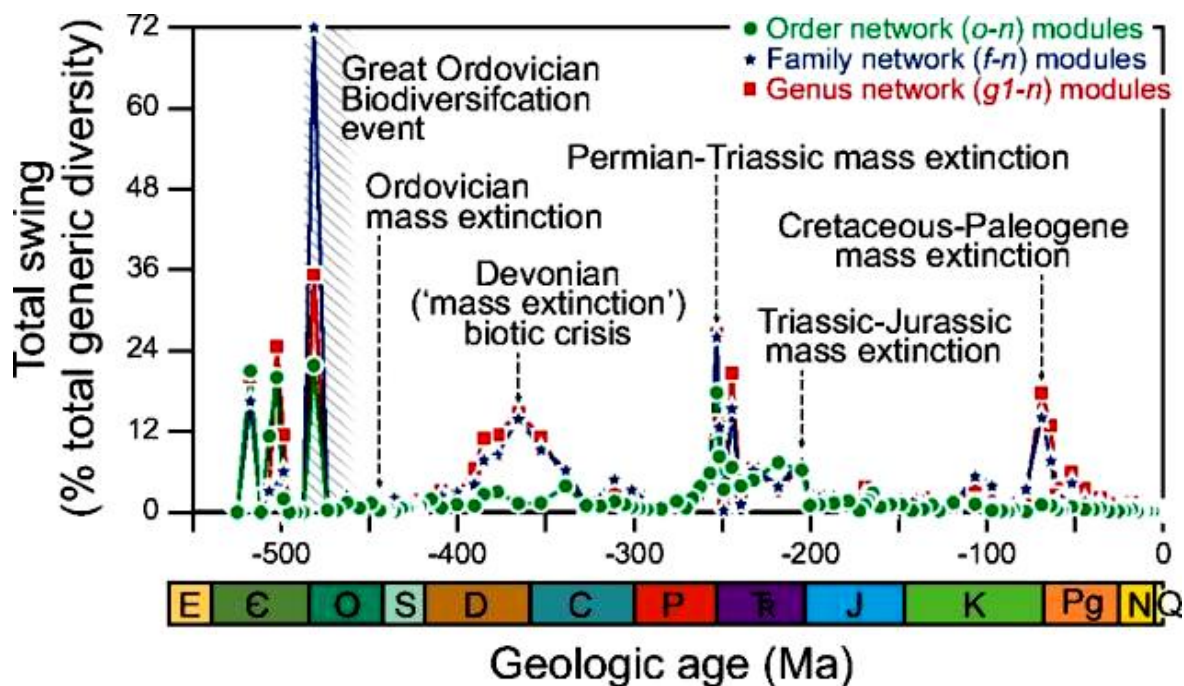 Total swing
(% total generic diversity)
72
60
48
36
24
12
0
Order network (o-n) modules
Family network (f-n) modules
Genus network (g1-n) modules
Great Ordovician
Biodiversifcation
event
Ordovician
mass extinction
Devonian
('mass extinction')
biotic crisis
Permian-Triassic mass extinction
Triassic-Jurassic
mass extinction
Cretaceous-Paleogene
mass extinction
-500 -400 -300 -200 -100 0
E Є O S D C P Tr J K Pg N Q
Geologic age (Ma)